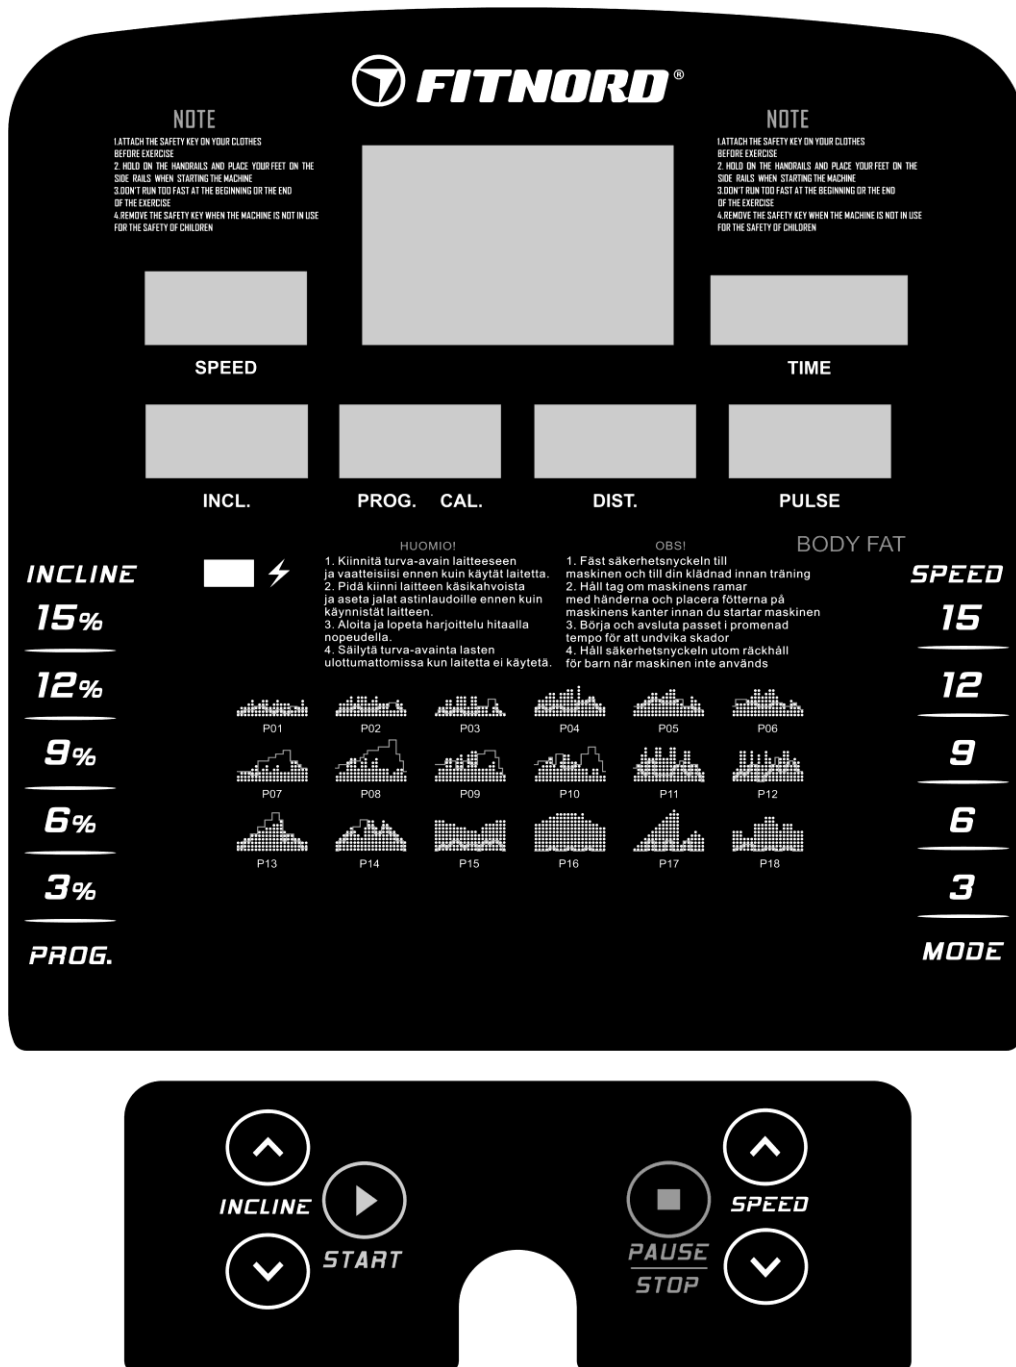 FITNORD®
NOTE
1.ATTACH THE SAFETY KEY ON YOUR CLOTHES
BEFORE EXERCISE
2. HOLD ON THE HANDRAILS AND PLACE YOUR FEET ON THE
SIDE RAILS WHEN STARTING THE MACHINE
3.DON'T RUN TOO FAST AT THE BEGINNING OR THE END
OF THE EXERCISE
4.REMOVE THE SAFETY KEY WHEN THE MACHINE IS NOT IN USE
FOR THE SAFETY OF CHILDREN
NOTE
1.ATTACH THE SAFETY KEY ON YOUR CLOTHES
BEFORE EXERCISE
2. HOLD ON THE HANDRAILS AND PLACE YOUR FEET ON THE
SIDE RAILS WHEN STARTING THE MACHINE
3.DON'T RUN TOO FAST AT THE BEGINNING OR THE END
OF THE EXERCISE
4.REMOVE THE SAFETY KEY WHEN THE MACHINE IS NOT IN USE
FOR THE SAFETY OF CHILDREN
SPEED
TIME
INCL.
PROG. CAL.
DIST.
PULSE
BODY FAT
INCLINE
15%
12%
9%
6%
3%
PROG.
HUOMIO!
1. Kiinnitä turva-avain laitteeseen
ja vaatteisiisi ennen kuin käytät laitetta.
2. Pidä kiinni laitteen käsikahvoista
ja aseta jalat astinlaudoille ennen kuin
käynnistät laitteen.
3. Aloita ja lopeta harjoittelu hitaalla
nopeudella.
4. Säilytä turva-avainta lasten
ulottumattomissa kun laitetta ei käytetä.
OBS!
1. Fäst säkerhetsnyckeln till
maskinen och till din klädnad innan träning
2. Håll tag om maskinens ramar
med händerna och placera fötterna på
maskinens kanter innan du startar maskinen
3. Börja och avsluta passet i promenad
tempo för att undvika skador
4. Håll säkerhetsnyckeln utom räckhåll
för barn när maskinen inte används
SPEED
15
12
9
6
3
MODE
P01 P02 P03 P04 P05 P06
P07 P08 P09 P10 P11 P12
P13 P14 P15 P16 P17 P18
INCLINE
START
PAUSE
STOP
SPEED